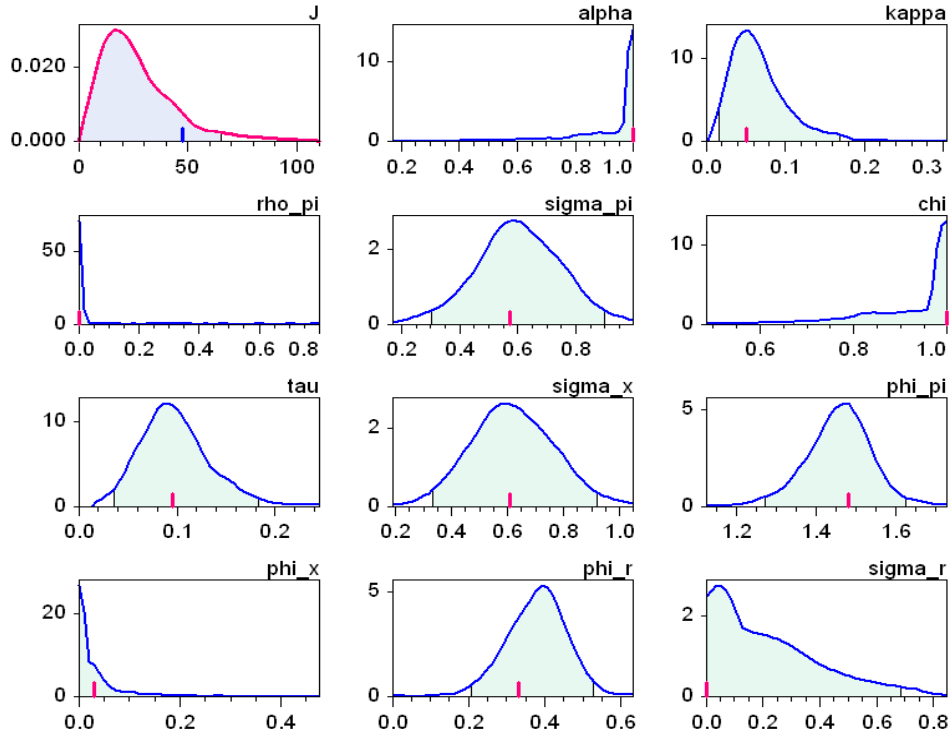 J alpha kappa
0.020 10 10
0.000 0 0
0 50 100 0.2 0.4 0.6 0.8 1.0 0.0 0.1 0.2 0.3
rho_pi sigma_pi chi
50 2 10
0 0 0
0.0 0.2 0.4 0.6 0.8 0.2 0.4 0.6 0.8 0.6 0.8 1.0
tau sigma_x phi_pi
10 2 5
0 0 0
0.0 0.1 0.2 0.2 0.4 0.6 0.8 1.0 1.2 1.4 1.6
phi_x phi_r sigma_r
20 5 2
0 0 0
0.0 0.2 0.4 0.0 0.2 0.4 0.6 0.0 0.2 0.4 0.6 0.8